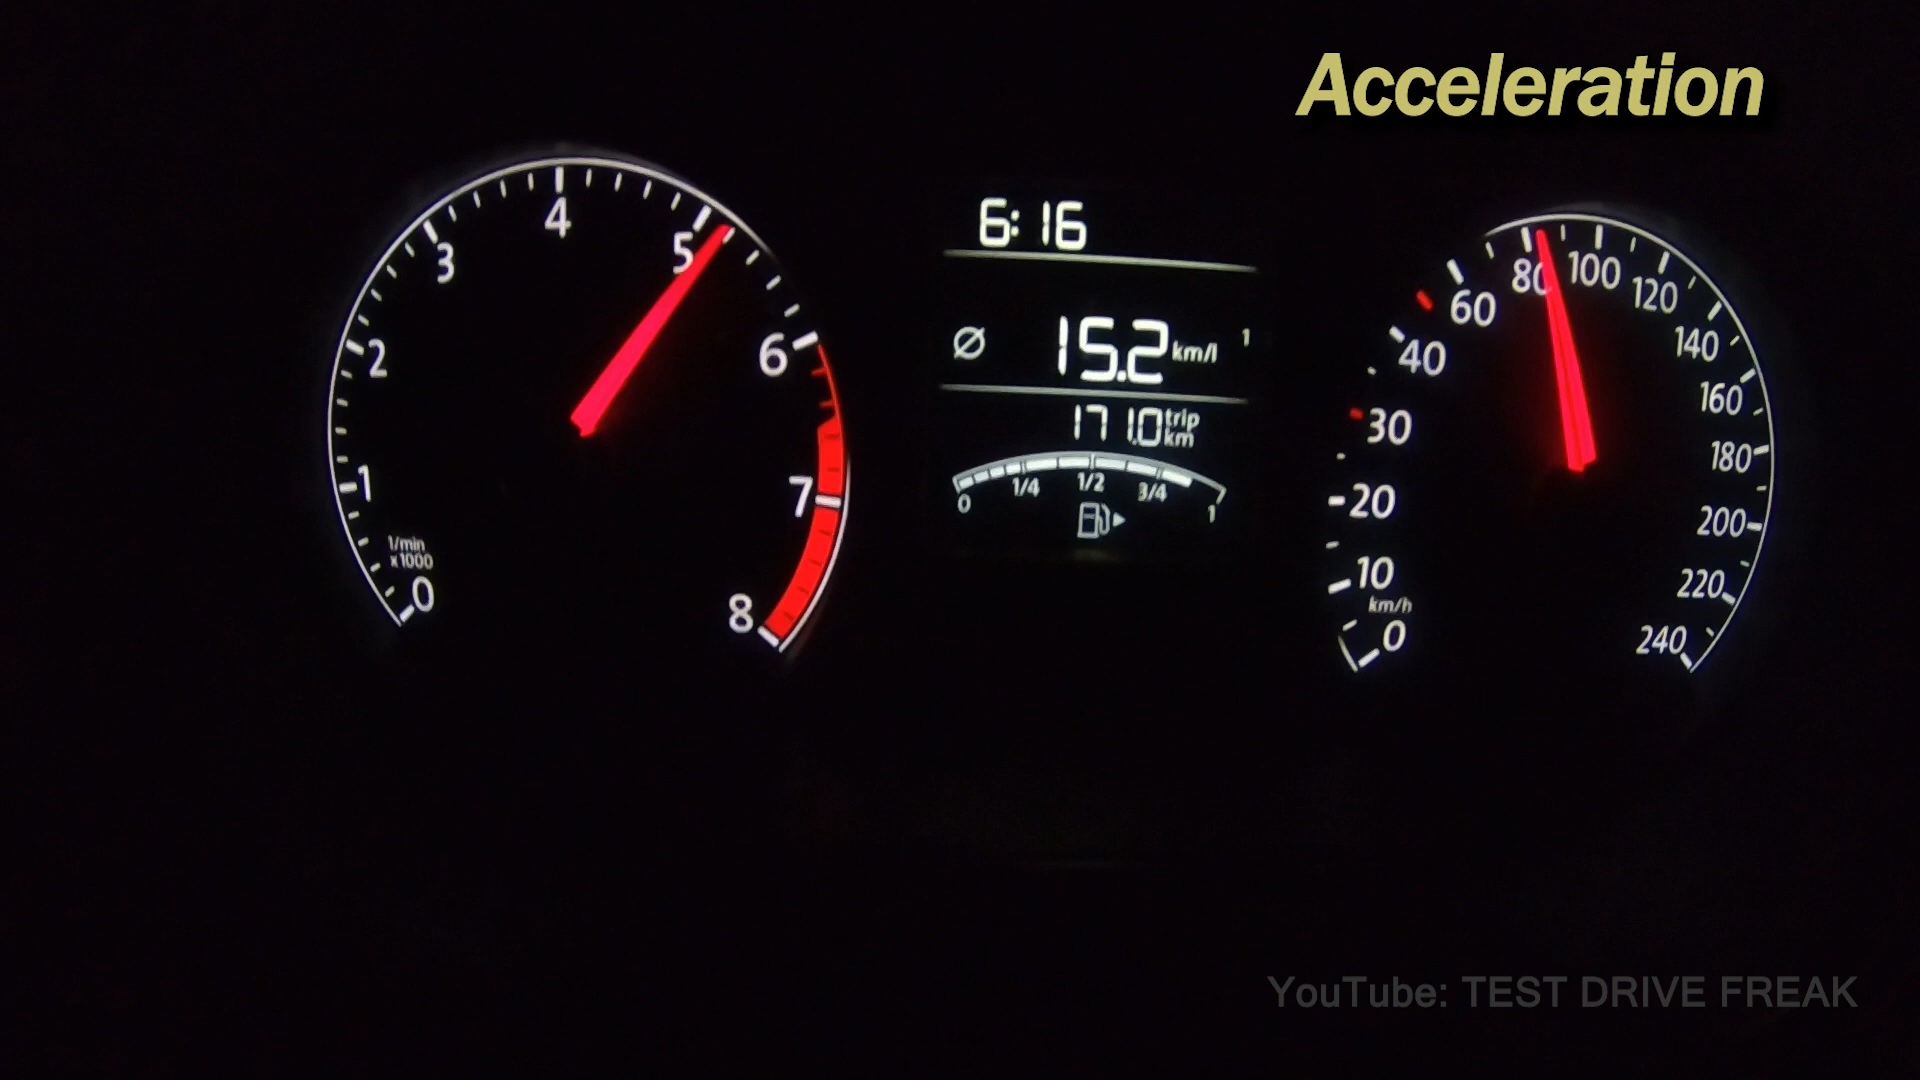 Acceleration
6:16
Ø 15.2 km/l 1
171.0 trip km
0 1/4 1/2 3/4 1
0 1 2 3 4 5 6 7 8
1/min
x1000
0 10 20 30 40 60 80 100 120 140 160 180 200 220 240
km/h
YouTube: TEST DRIVE FREAK